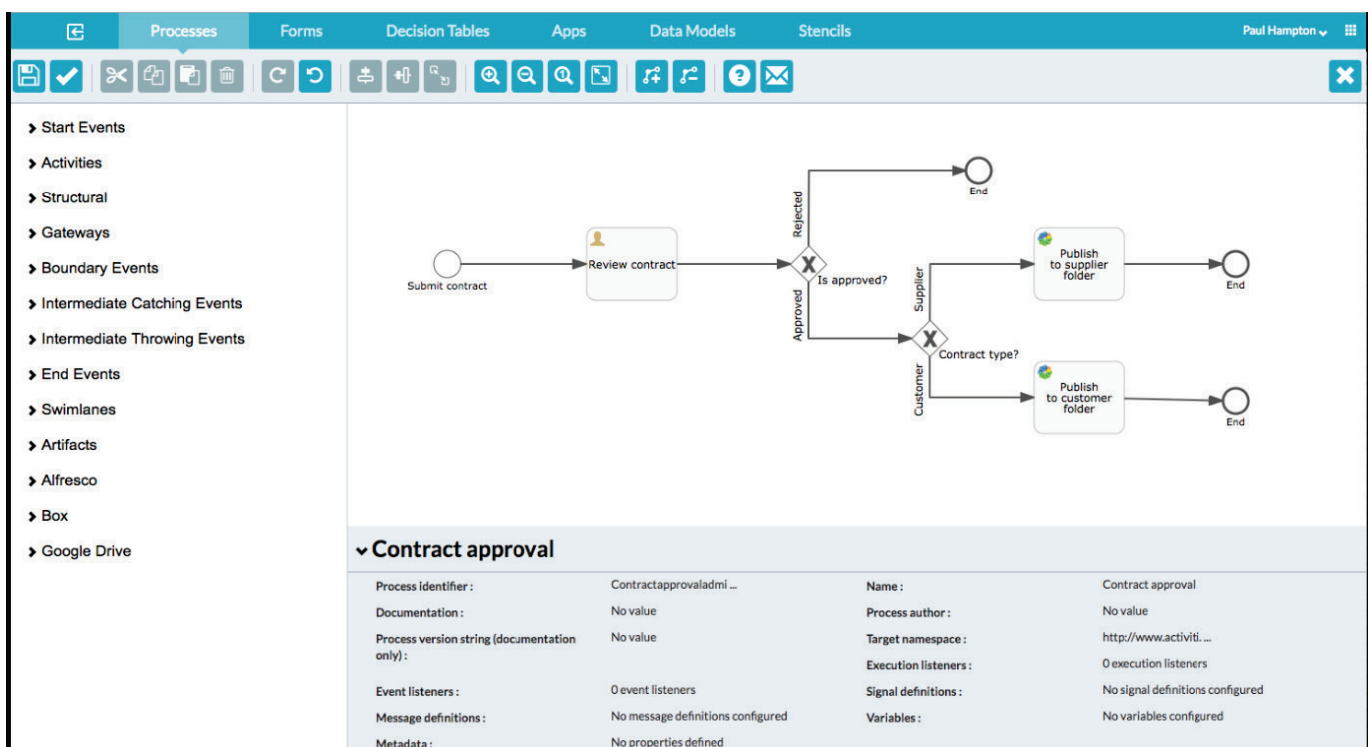 Processes Forms Decision Tables Apps Data Models Stencils Paul Hampton
Start Events
Activities
Structural
Gateways
Boundary Events
Intermediate Catching Events
Intermediate Throwing Events
End Events
Swimlanes
Artifacts
Alfresco
Box
Google Drive
Submit contract
Review contract
X
Is approved?
Rejected
Approved
End
X
Contract type?
Supplier
Customer
Publish
to supplier
folder
End
Publish
to customer
folder
End
Contract approval
Process identifier : Contractapprovaladmi ... Name : Contract approval
Documentation : No value Process author : No value
Process version string (documentation
only) : No value Target namespace : http://www.activiti. ...
Execution listeners : 0 execution listeners
Event listeners : 0 event listeners Signal definitions : No signal definitions configured
Message definitions : No message definitions configured Variables : No variables configured
Metadata : No properties defined